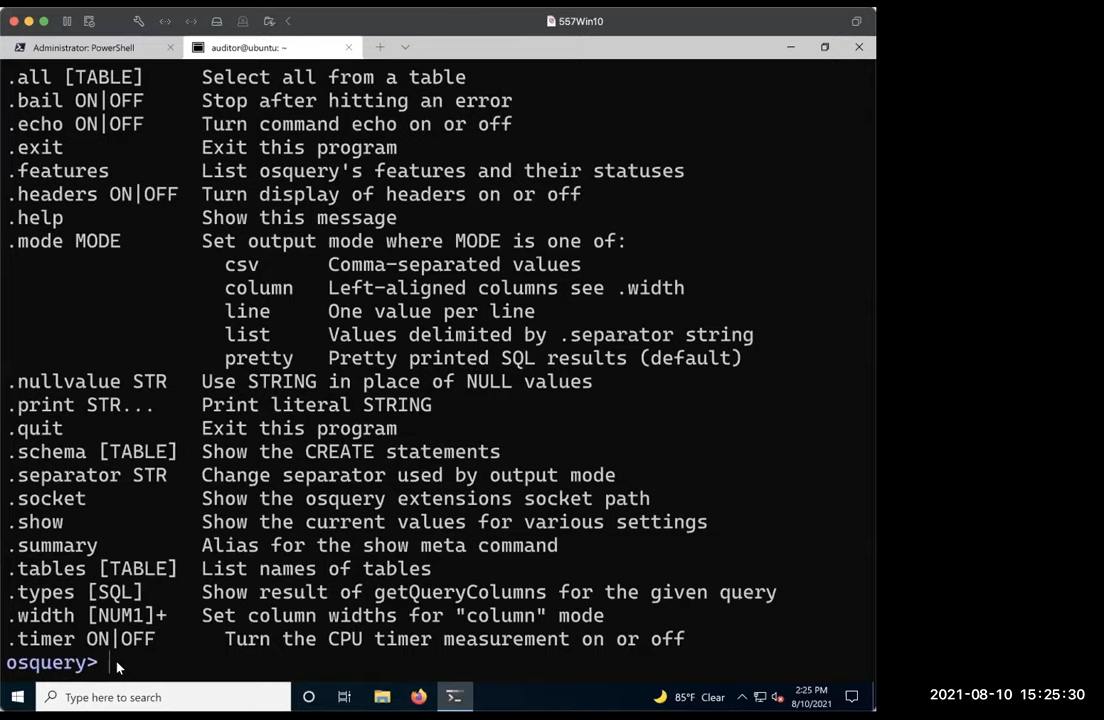 557Win10
Administrator: PowerShell
auditor@ubuntu: ~
.all [TABLE] Select all from a table
.bail ON|OFF Stop after hitting an error
.echo ON|OFF Turn command echo on or off
.exit Exit this program
.features List osquery's features and their statuses
.headers ON|OFF Turn display of headers on or off
.help Show this message
.mode MODE Set output mode where MODE is one of:
csv Comma-separated values
column Left-aligned columns see .width
line One value per line
list Values delimited by .separator string
pretty Pretty printed SQL results (default)
.nullvalue STR Use STRING in place of NULL values
.print STR... Print literal STRING
.quit Exit this program
.schema [TABLE] Show the CREATE statements
.separator STR Change separator used by output mode
.socket Show the osquery extensions socket path
.show Show the current values for various settings
.summary Alias for the show meta command
.tables [TABLE] List names of tables
.types [SQL] Show result of getQueryColumns for the given query
.width [NUM1]+ Set column widths for "column" mode
.timer ON|OFF Turn the CPU timer measurement on or off
osquery>
Type here to search
85°F Clear
2:25 PM
8/10/2021
2021-08-10 15:25:30